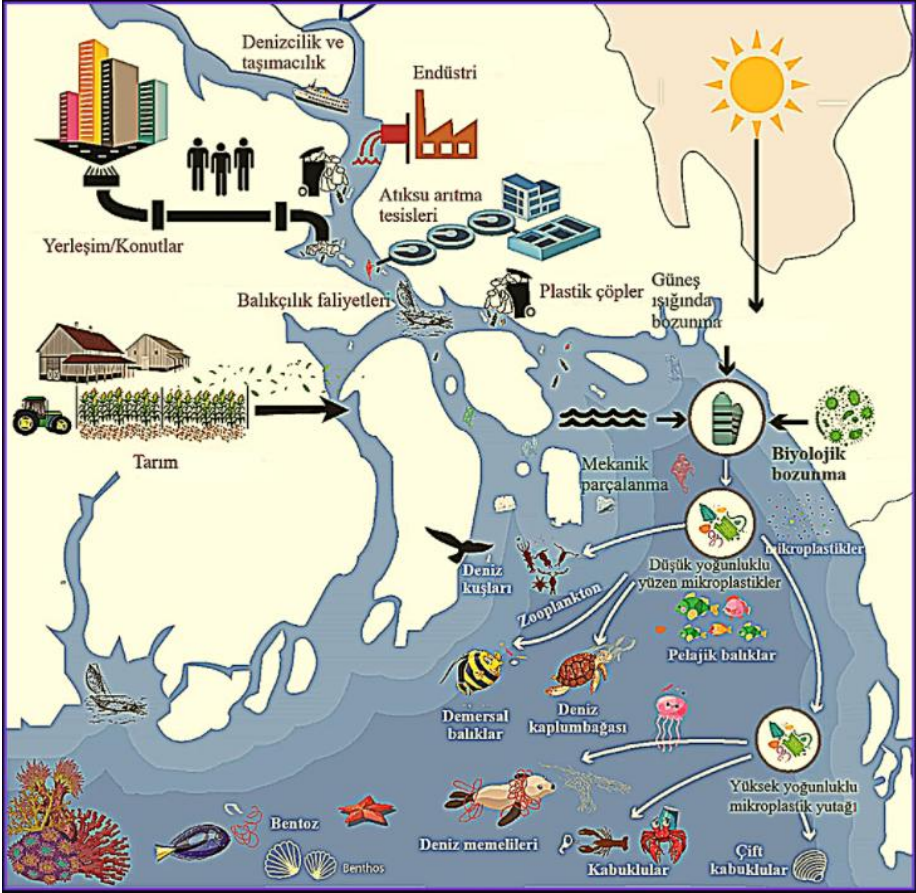 Denizcilik ve
taşımacılık
Endüstri
Atıksu arıtma
tesisleri
Yerleşim/Konutlar
Balıkçılık faliyetleri
Plastik çöpler
Güneş
ışığında
bozunma
Tarım
Mekanik
parçalanma
Biyolojik
bozunma
mikroplastikler
Deniz
kuşları
Düşük yoğunluklu
yüzen mikroplastikler
Zooplankton
Pelajik balıklar
Demersal
balıklar
Deniz
kaplumbağası
Yüksek yoğunluklu
mikroplastik yutağı
Bentoz
Benthos
Deniz memelileri
Kabuklular
Çift
kabuklular